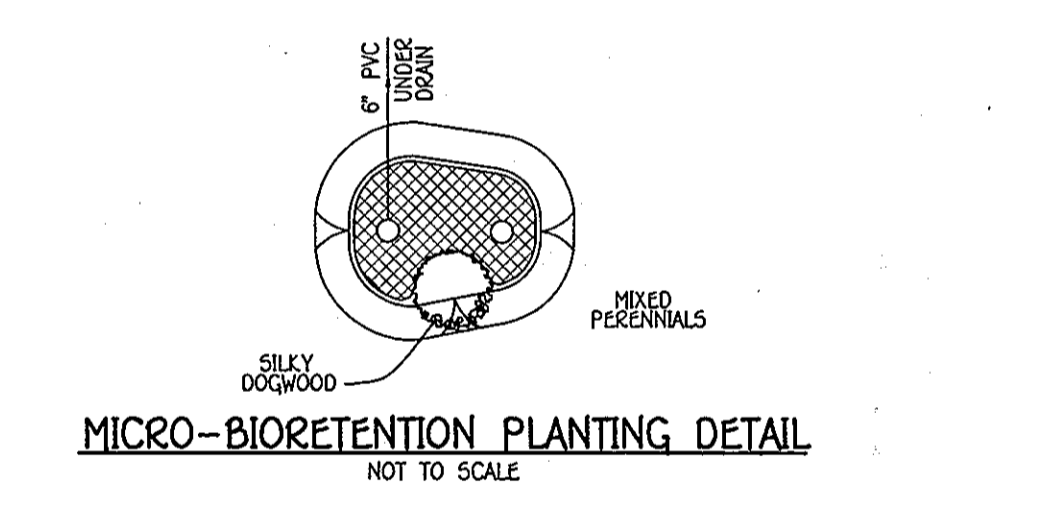 6" PVC
UNDER
DRAIN
MIXED
PERENNIALS
SILKY
DOGWOOD
MICRO-BIORETENTION PLANTING DETAIL
NOT TO SCALE